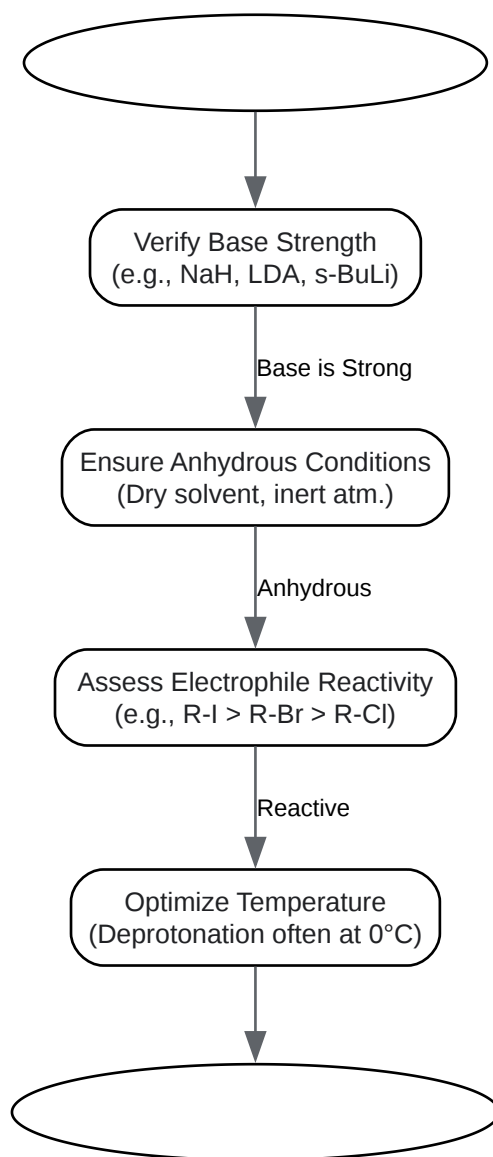 Verify Base Strength
(e.g., NaH, LDA, s-BuLi)
Base is Strong
Ensure Anhydrous Conditions
(Dry solvent, inert atm.)
Anhydrous
Assess Electrophile Reactivity
(e.g., R-I > R-Br > R-Cl)
Reactive
Optimize Temperature
(Deprotonation often at 0°C)